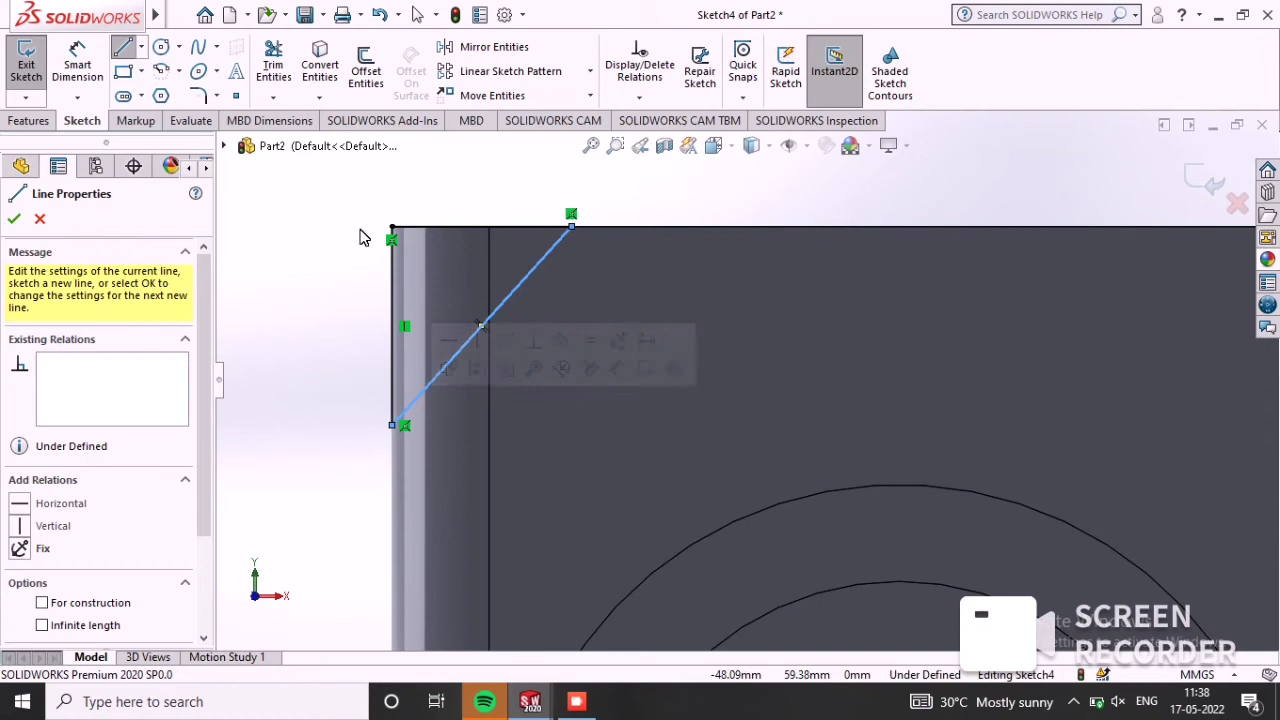 SOLIDWORKS
Sketch4 of Part2 *
Search SOLIDWORKS Help
?
Exit Sketch
Smart Dimension
Trim Entities
Convert Entities
Offset Entities
Offset On Surface
Mirror Entities
Linear Sketch Pattern
Move Entities
Display/Delete Relations
Repair Sketch
Quick Snaps
Rapid Sketch
Instant2D
Shaded Sketch Contours
Features
Sketch
Markup
Evaluate
MBD Dimensions
SOLIDWORKS Add-Ins
MBD
SOLIDWORKS CAM
SOLIDWORKS CAM TBM
SOLIDWORKS Inspection
Part2 (Default<<Default>...
Line Properties
Message
Edit the settings of the current line,
sketch a new line, or select OK to
change the settings for the next new
line.
Existing Relations
Under Defined
Add Relations
Horizontal
Vertical
Fix
Options
For construction
Infinite length
Y
X
SCREEN
RECORDER
Model
3D Views
Motion Study 1
SOLIDWORKS Premium 2020 SP0.0
-48.09mm
59.38mm
0mm
Under Defined
Editing Sketch4
MMGS
Type here to search
30°C Mostly sunny
ENG
11:38
17-05-2022
4